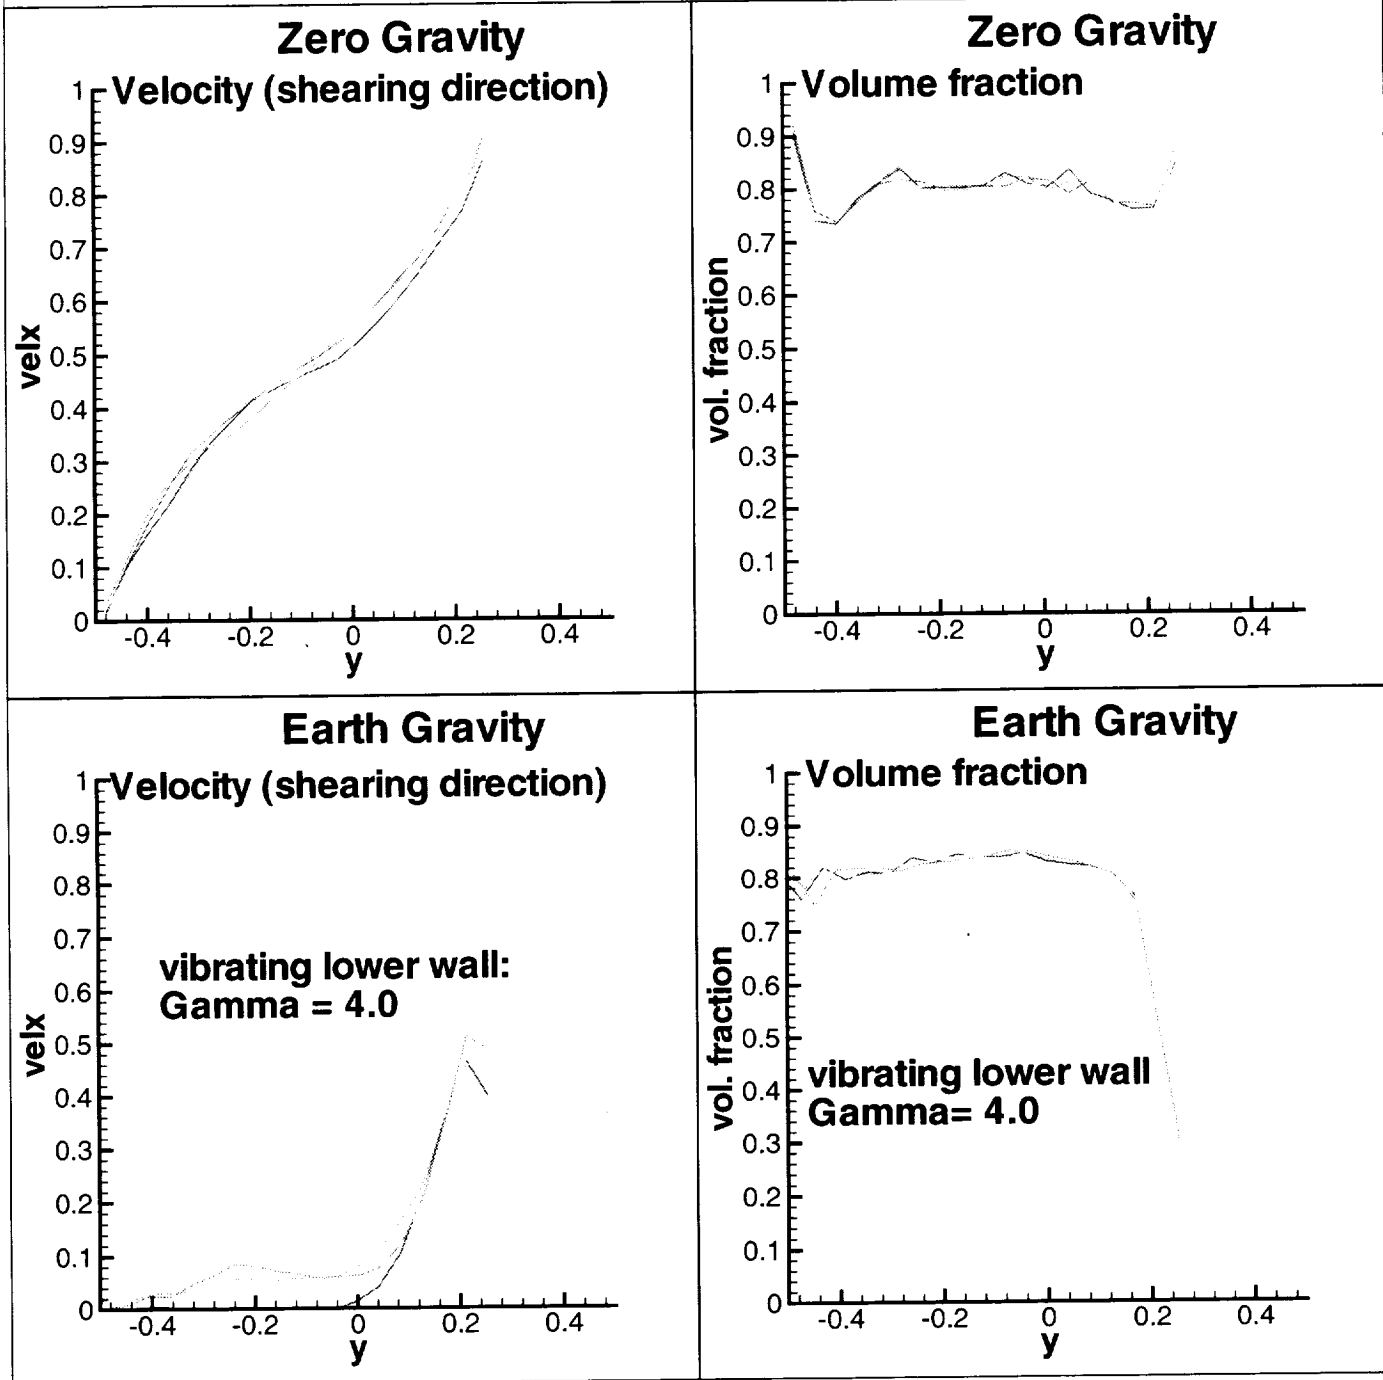 Zero Gravity
Velocity (shearing direction)
1
0.9
0.8
0.7
0.6
0.5
0.4
0.3
0.2
0.1
0
velx
-0.4 -0.2 0 0.2 0.4
y
Zero Gravity
Volume fraction
1
0.9
0.8
0.7
0.6
0.5
0.4
0.3
0.2
0.1
0
vol. fraction
-0.4 -0.2 0 0.2 0.4
y
Earth Gravity
Velocity (shearing direction)
1
0.9
0.8
0.7
0.6
0.5
0.4
0.3
0.2
0.1
0
velx
vibrating lower wall:
Gamma = 4.0
-0.4 -0.2 0 0.2 0.4
y
Earth Gravity
Volume fraction
1
0.9
0.8
0.7
0.6
0.5
0.4
0.3
0.2
0.1
0
vol. fraction
vibrating lower wall
Gamma= 4.0
-0.4 -0.2 0 0.2 0.4
y